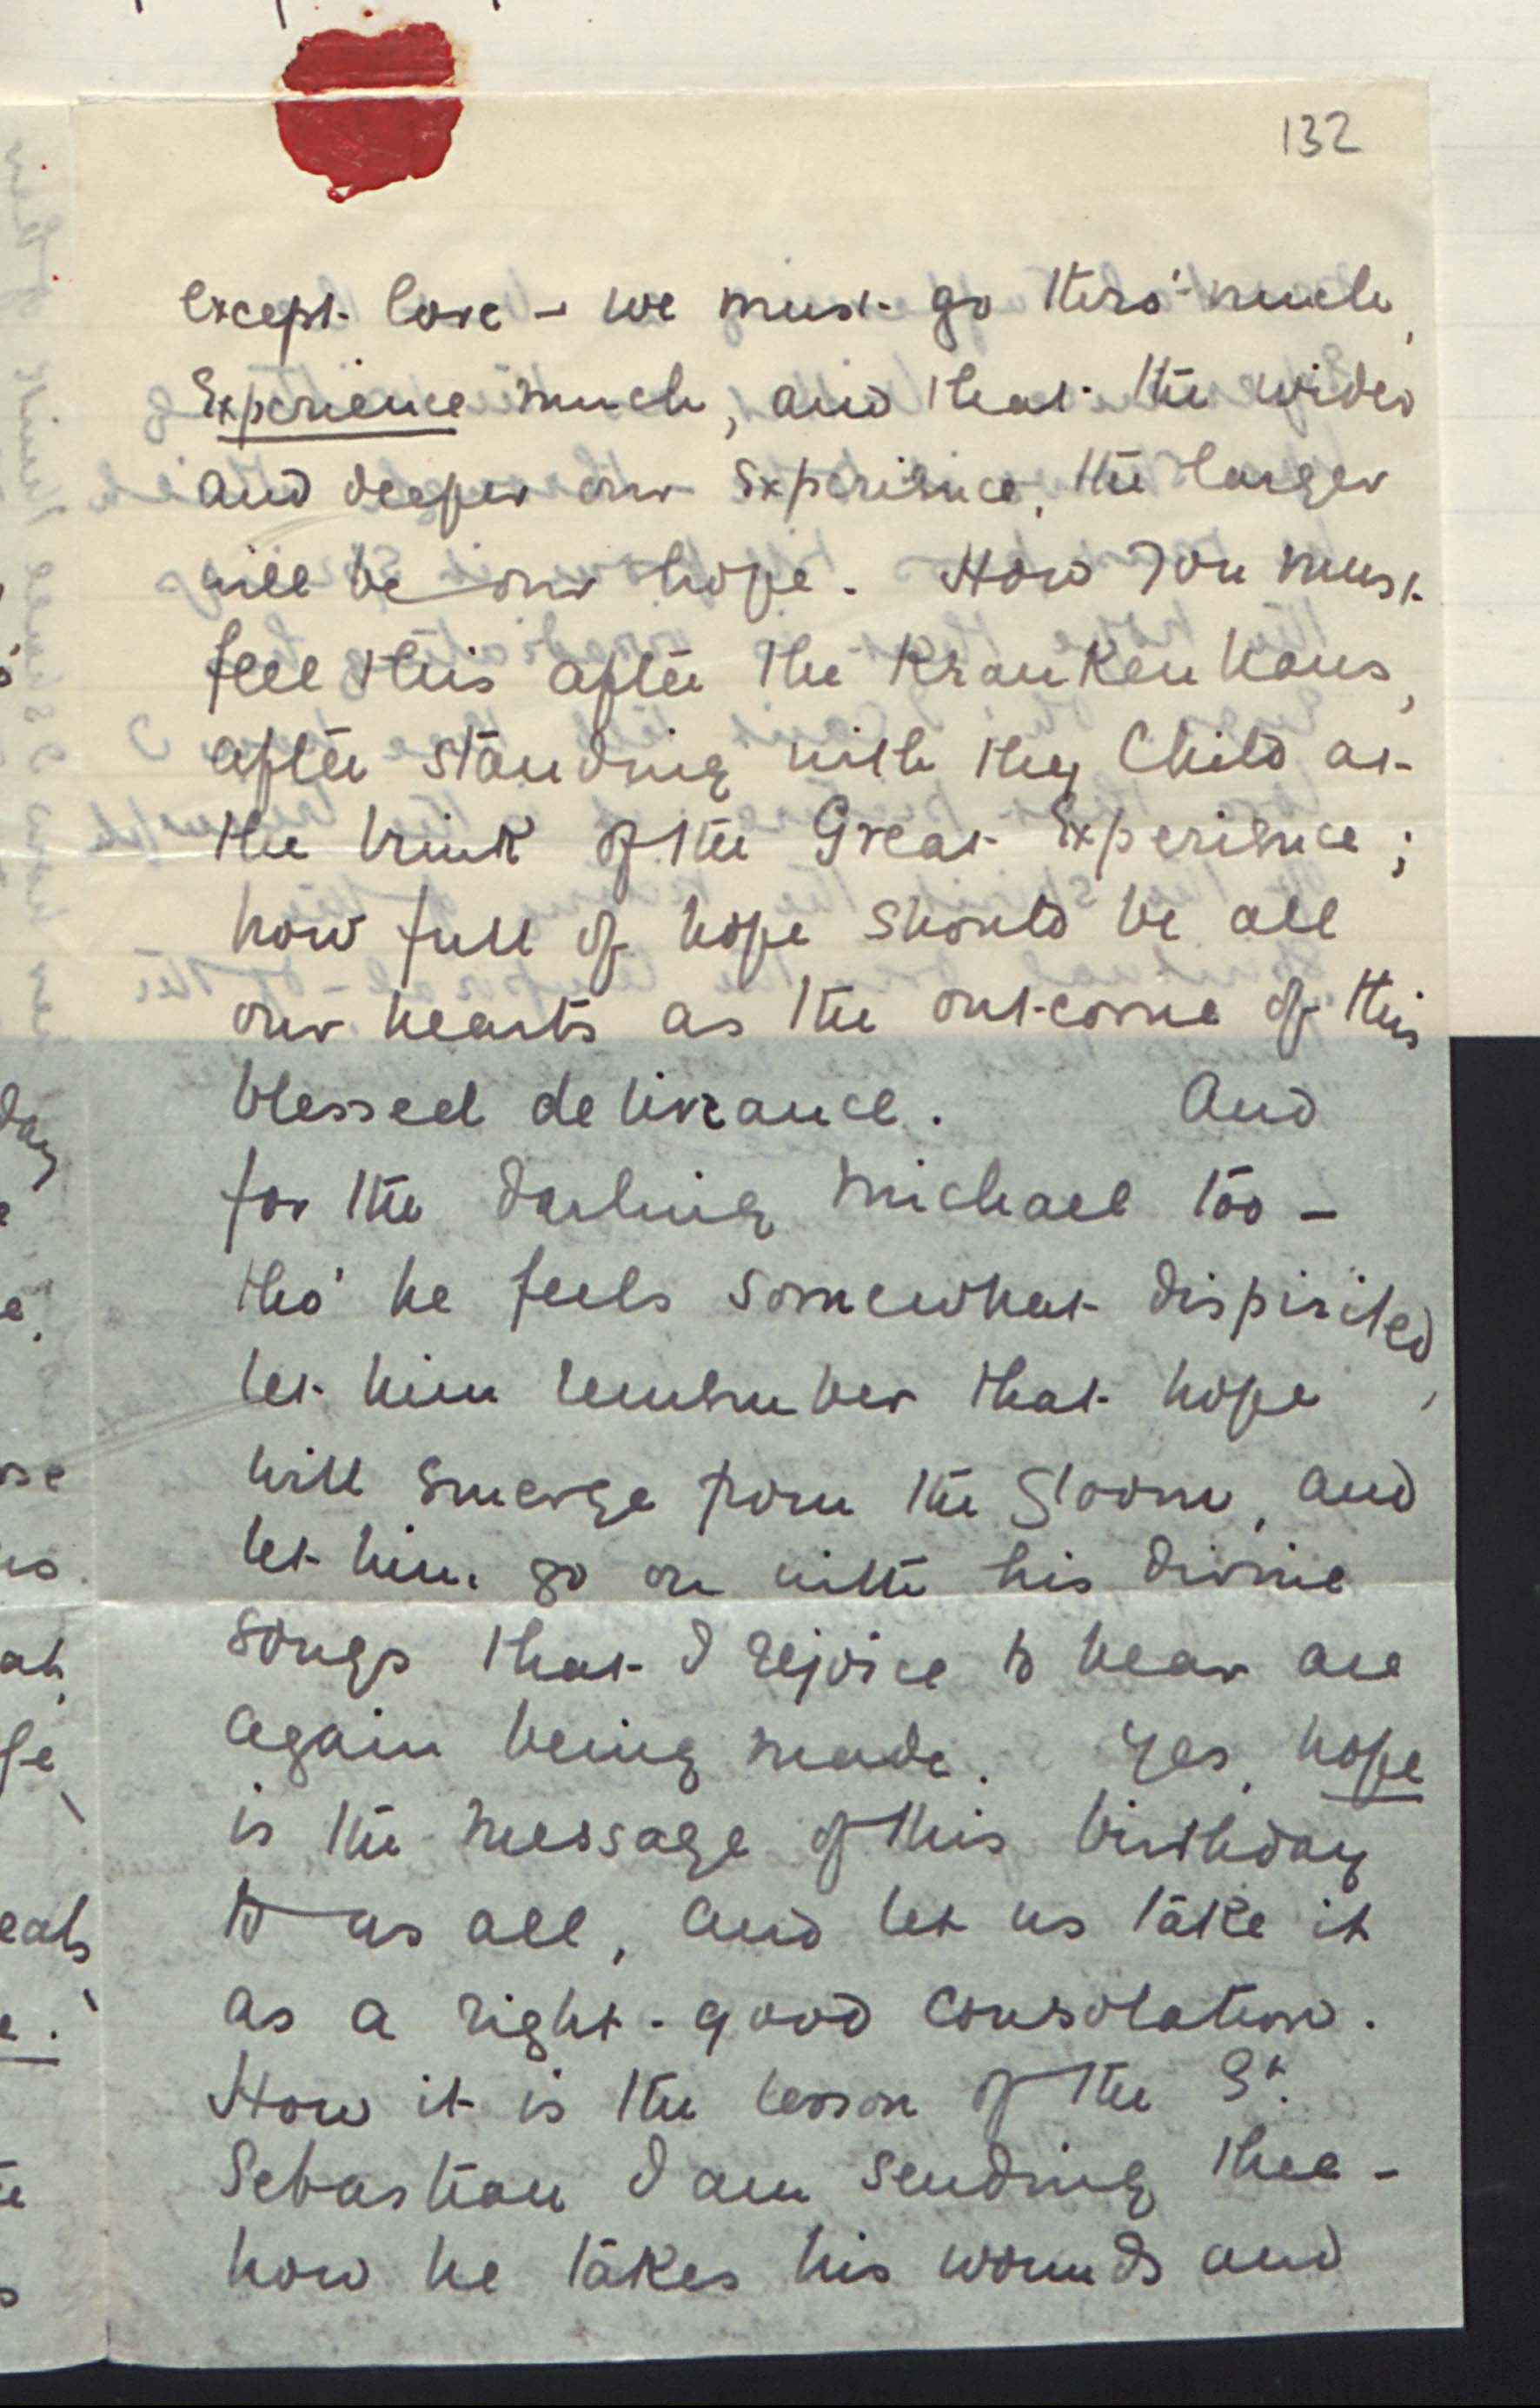 132
except love – we must go thro' much,
Experience much, and that the wider
and deeper our Experience, the larger
will be our hope. How you must
feel this after the Krankenhaus,
after standing with thy Child at
the brink of the Great Experience;
how full of hope should be all
our hearts as the out-come of this
blessed deliverance. And
for the darling Michael too –
tho' he feels somewhat dispirited,
let him remember that hope
will Emerge from the gloom, and
let him go on with his divine
songs that I rejoice to hear are
again being made. Yes, hope
is the message of this birthday
to us all, and let us take it
as a right-good consolation.
How it is the lesson of the St.
Sebastian I am sending thee –
how he takes his wounds and